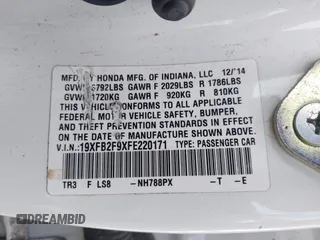 MFD. BY HONDA MFG. OF INDIANA, LLC 12/'14
GVWR 3792LBS GAWR F 2029LBS R 1786LBS
GVWR 1720KG GAWR F 920KG R 810KG
THIS VEHICLE CONFORMS TO ALL APPLICABLE
FEDERAL MOTOR VEHICLE SAFETY, BUMPER,
AND THEFT PREVENTION STANDARDS IN EFFECT
ON THE DATE OF MANUFACTURE SHOWN ABOVE.
V.I.N.: 19XFB2F9XFE220171 TYPE: PASSENGER CAR
TR3 F LS8 -NH788PX -T -E
© CAREFORBID